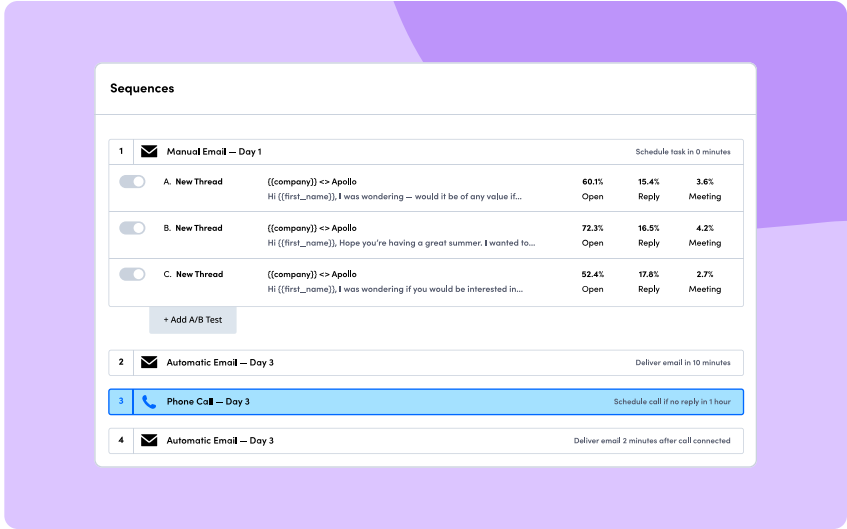 Sequences
1 Manual Email — Day 1 Schedule task in 0 minutes
A. New Thread {{company}} <> Apollo 60.1% 15.4% 3.6%
Hi {{first_name}}, I was wondering — would it be of any value if... Open Reply Meeting
B. New Thread {{company}} <> Apollo 72.3% 16.5% 4.2%
Hi {{first_name}}, Hope you're having a great summer. I wanted to... Open Reply Meeting
C. New Thread {{company}} <> Apollo 52.4% 17.8% 2.7%
Hi {{first_name}}, I was wondering if you would be interested in... Open Reply Meeting
+ Add A/B Test
2 Automatic Email — Day 3 Deliver email in 10 minutes
3 Phone Call — Day 3 Schedule call if no reply in 1 hour
4 Automatic Email — Day 3 Deliver email 2 minutes after call connected